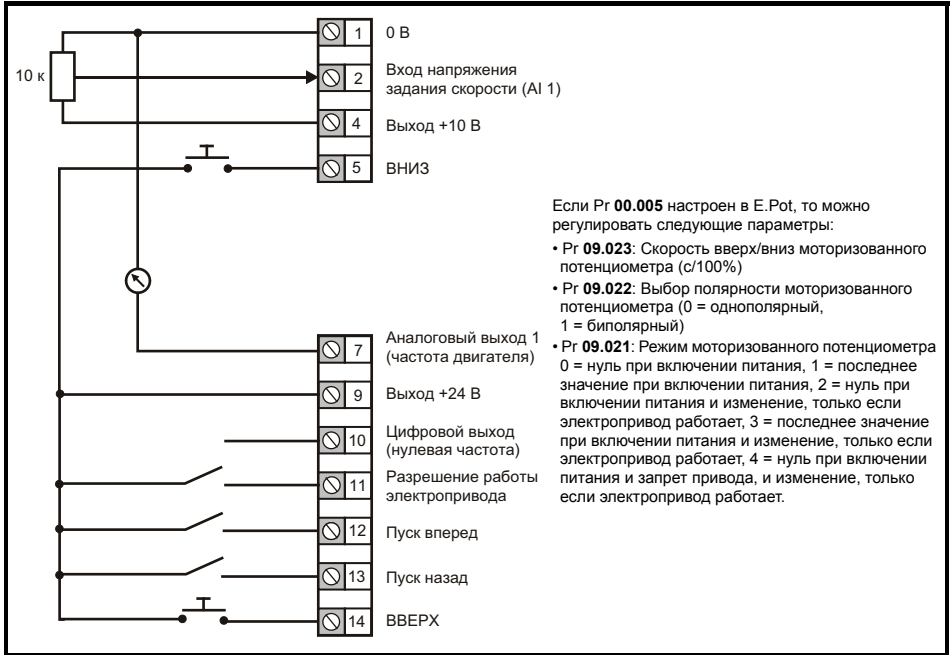 1 0 В
10 к
2 Вход напряжения
задания скорости (AI 1)
4 Выход +10 В
5 ВНИЗ
7 Аналоговый выход 1
(частота двигателя)
9 Выход +24 В
10 Цифровой выход
(нулевая частота)
11 Разрешение работы
электропривода
12 Пуск вперед
13 Пуск назад
14 ВВЕРХ
Если Pr 00.005 настроен в E.Pot, то можно
регулировать следующие параметры:
• Pr 09.023: Скорость вверх/вниз моторизованного
потенциометра (с/100%)
• Pr 09.022: Выбор полярности моторизованного
потенциометра (0 = однополярный,
1 = биполярный)
• Pr 09.021: Режим моторизованного потенциометра
0 = нуль при включении питания, 1 = последнее
значение при включении питания, 2 = нуль при
включении питания и изменение, только если
электропривод работает, 3 = последнее значение
при включении питания и изменение, только если
электропривод работает, 4 = нуль при включении
питания и запрет привода, и изменение, только
если электропривод работает.